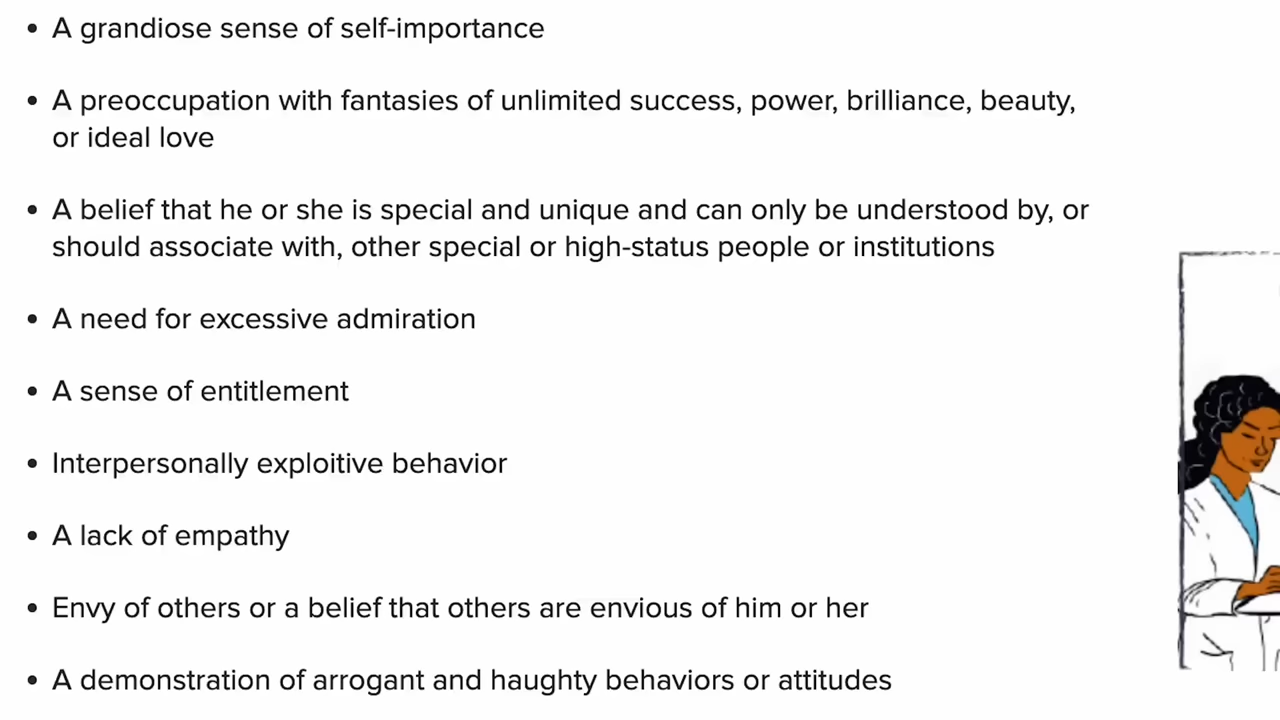 • A grandiose sense of self-importance
• A preoccupation with fantasies of unlimited success, power, brilliance, beauty,
or ideal love
• A belief that he or she is special and unique and can only be understood by, or
should associate with, other special or high-status people or institutions
• A need for excessive admiration
• A sense of entitlement
• Interpersonally exploitive behavior
• A lack of empathy
• Envy of others or a belief that others are envious of him or her
• A demonstration of arrogant and haughty behaviors or attitudes